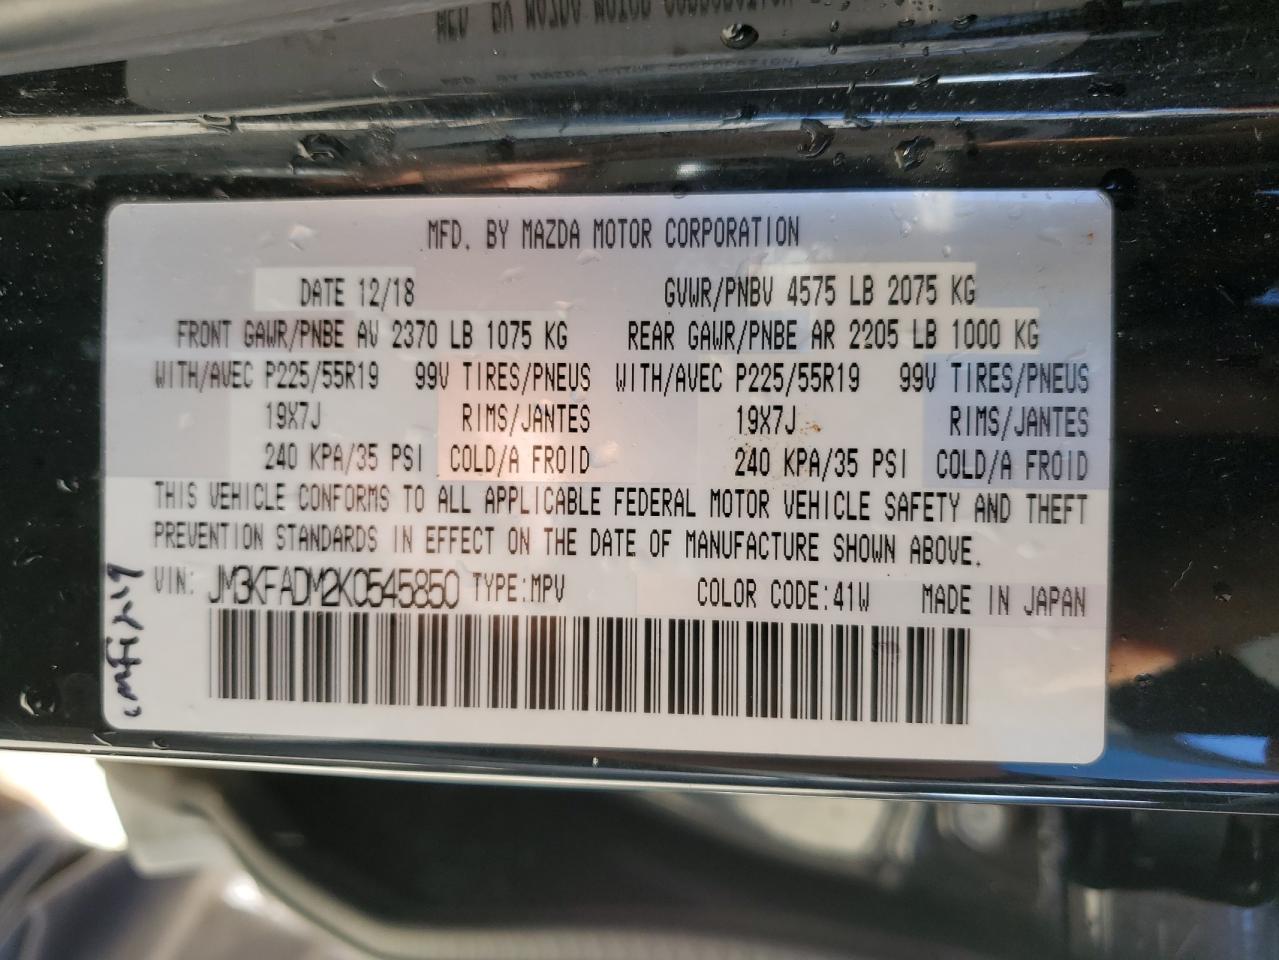 MFD. BY MAZDA MOTOR CORPORATION
DATE 12/18 GVWR/PNBV 4575 LB 2075 KG
FRONT GAWR/PNBE AV 2370 LB 1075 KG REAR GAWR/PNBE AR 2205 LB 1000 KG
WITH/AVEC P225/55R19 99V TIRES/PNEUS WITH/AVEC P225/55R19 99V TIRES/PNEUS
19X7J RIMS/JANTES 19X7J RIMS/JANTES
240 KPA/35 PSI COLD/A FROID 240 KPA/35 PSI COLD/A FROID
THIS VEHICLE CONFORMS TO ALL APPLICABLE FEDERAL MOTOR VEHICLE SAFETY AND THEFT
PREVENTION STANDARDS IN EFFECT ON THE DATE OF MANUFACTURE SHOWN ABOVE.
VIN: JM3KFADM2K0545850 TYPE:MPV COLOR CODE:41W MADE IN JAPAN